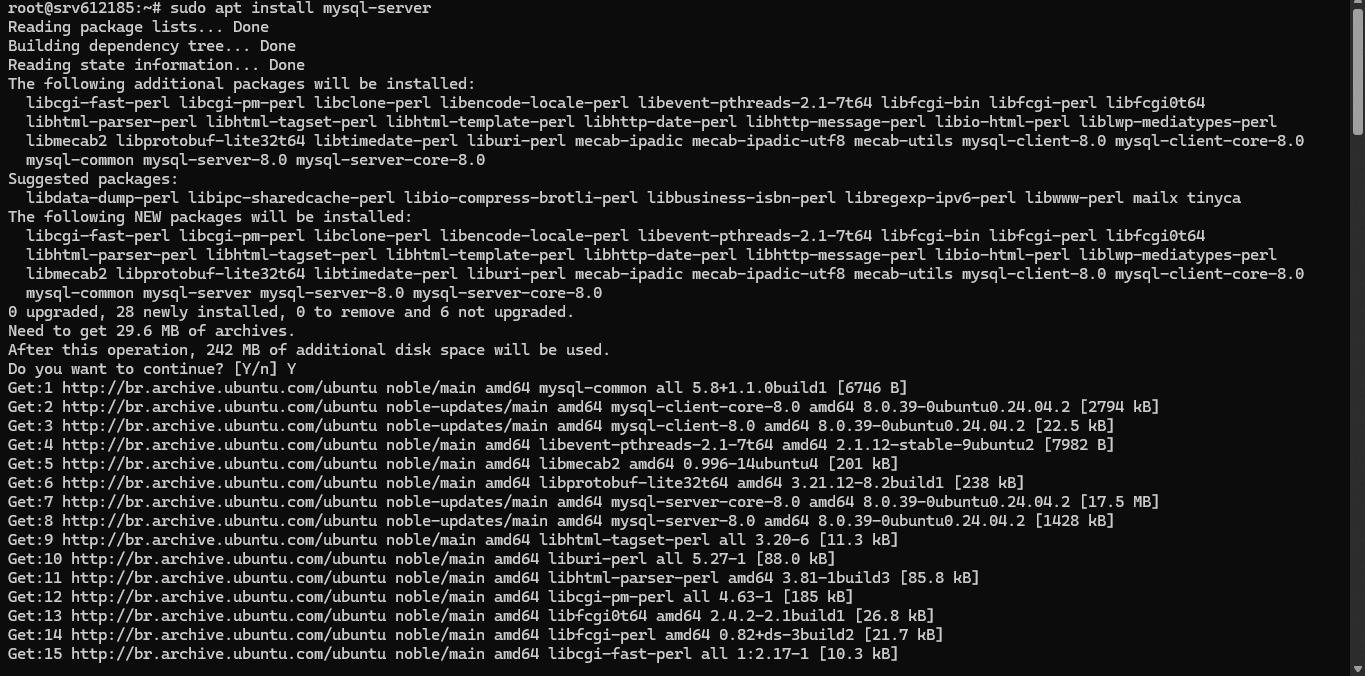 root@srv612185:~# sudo apt install mysql-server
Reading package lists... Done
Building dependency tree... Done
Reading state information... Done
The following additional packages will be installed:
  libcgi-fast-perl libcgi-pm-perl libclone-perl libencode-locale-perl libevent-pthreads-2.1-7t64 libfcgi-bin libfcgi-perl libfcgi0t64
  libhtml-parser-perl libhtml-tagset-perl libhtml-template-perl libhttp-date-perl libhttp-message-perl libio-html-perl liblwp-mediatypes-perl
  libmecab2 libprotobuf-lite32t64 libtimedate-perl liburi-perl mecab-ipadic mecab-ipadic-utf8 mecab-utils mysql-client-8.0 mysql-client-core-8.0
  mysql-common mysql-server-8.0 mysql-server-core-8.0
Suggested packages:
  libdata-dump-perl libipc-sharedcache-perl libio-compress-brotli-perl libbusiness-isbn-perl libregexp-ipv6-perl libwww-perl mailx tinyca
The following NEW packages will be installed:
  libcgi-fast-perl libcgi-pm-perl libclone-perl libencode-locale-perl libevent-pthreads-2.1-7t64 libfcgi-bin libfcgi-perl libfcgi0t64
  libhtml-parser-perl libhtml-tagset-perl libhtml-template-perl libhttp-date-perl libhttp-message-perl libio-html-perl liblwp-mediatypes-perl
  libmecab2 libprotobuf-lite32t64 libtimedate-perl liburi-perl mecab-ipadic mecab-ipadic-utf8 mecab-utils mysql-client-8.0 mysql-client-core-8.0
  mysql-common mysql-server mysql-server-8.0 mysql-server-core-8.0
0 upgraded, 28 newly installed, 0 to remove and 6 not upgraded.
Need to get 29.6 MB of archives.
After this operation, 242 MB of additional disk space will be used.
Do you want to continue? [Y/n] Y
Get:1 http://br.archive.ubuntu.com/ubuntu noble/main amd64 mysql-common all 5.8+1.1.0build1 [6746 B]
Get:2 http://br.archive.ubuntu.com/ubuntu noble-updates/main amd64 mysql-client-core-8.0 amd64 8.0.39-0ubuntu0.24.04.2 [2794 kB]
Get:3 http://br.archive.ubuntu.com/ubuntu noble-updates/main amd64 mysql-client-8.0 amd64 8.0.39-0ubuntu0.24.04.2 [22.5 kB]
Get:4 http://br.archive.ubuntu.com/ubuntu noble/main amd64 libevent-pthreads-2.1-7t64 amd64 2.1.12-stable-9ubuntu2 [7982 B]
Get:5 http://br.archive.ubuntu.com/ubuntu noble/main amd64 libmecab2 amd64 0.996-14ubuntu4 [201 kB]
Get:6 http://br.archive.ubuntu.com/ubuntu noble/main amd64 libprotobuf-lite32t64 amd64 3.21.12-8.2build1 [238 kB]
Get:7 http://br.archive.ubuntu.com/ubuntu noble-updates/main amd64 mysql-server-core-8.0 amd64 8.0.39-0ubuntu0.24.04.2 [17.5 MB]
Get:8 http://br.archive.ubuntu.com/ubuntu noble-updates/main amd64 mysql-server-8.0 amd64 8.0.39-0ubuntu0.24.04.2 [1428 kB]
Get:9 http://br.archive.ubuntu.com/ubuntu noble/main amd64 libhtml-tagset-perl all 3.20-6 [11.3 kB]
Get:10 http://br.archive.ubuntu.com/ubuntu noble/main amd64 liburi-perl all 5.27-1 [88.0 kB]
Get:11 http://br.archive.ubuntu.com/ubuntu noble/main amd64 libhtml-parser-perl amd64 3.81-1build3 [85.8 kB]
Get:12 http://br.archive.ubuntu.com/ubuntu noble/main amd64 libcgi-pm-perl all 4.63-1 [185 kB]
Get:13 http://br.archive.ubuntu.com/ubuntu noble/main amd64 libfcgi0t64 amd64 2.4.2-2.1build1 [26.8 kB]
Get:14 http://br.archive.ubuntu.com/ubuntu noble/main amd64 libfcgi-perl amd64 0.82+ds-3build2 [21.7 kB]
Get:15 http://br.archive.ubuntu.com/ubuntu noble/main amd64 libcgi-fast-perl all 1:2.17-1 [10.3 kB]